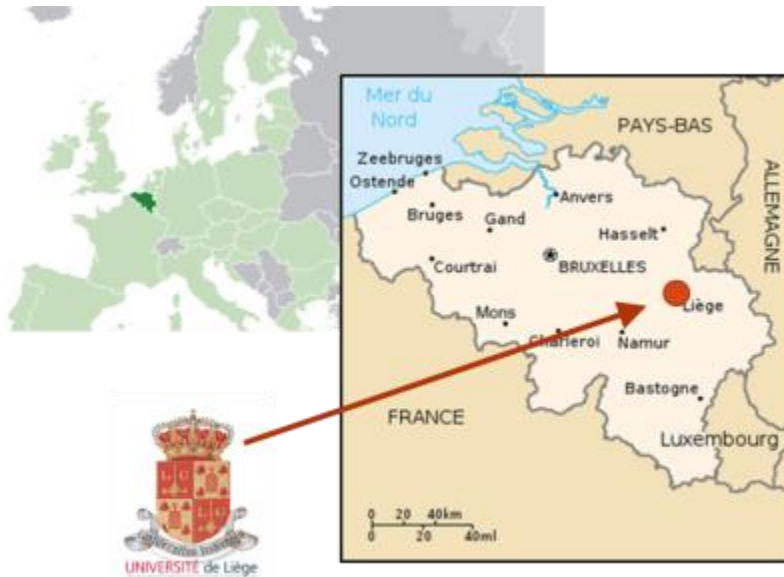 Mer du
Nord
PAYS-BAS
ALLEMAGNE
Zeebruges
Ostende
Anvers
Bruges
Gand
Hasselt
Courtrai
BRUXELLES
Liège
Mons
Charleroi
Namur
Bastogne
FRANCE
Luxembourg
0 20 40km
0 20 40ml
L G
L G
UNIVERSITÉ de Liège